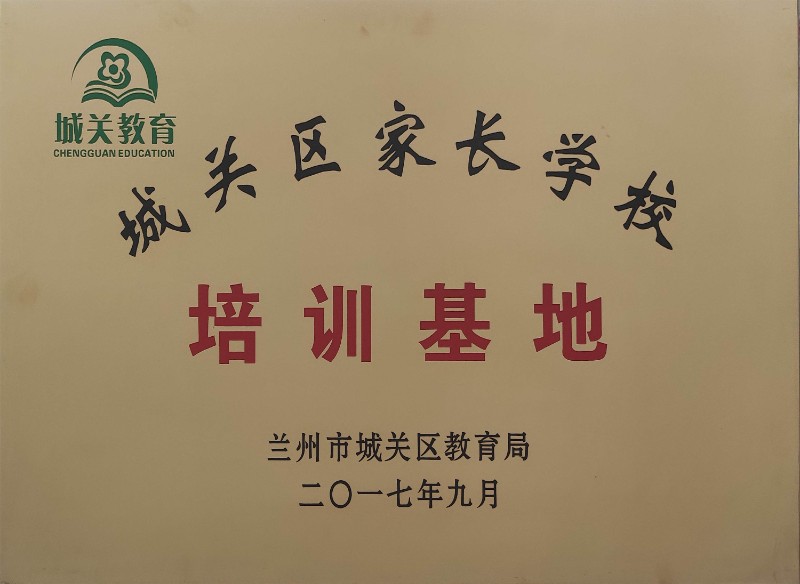 城关教育
CHENGGUAN EDUCATION
城关区家长学校
培训基地
兰州市城关区教育局
二〇一七年九月